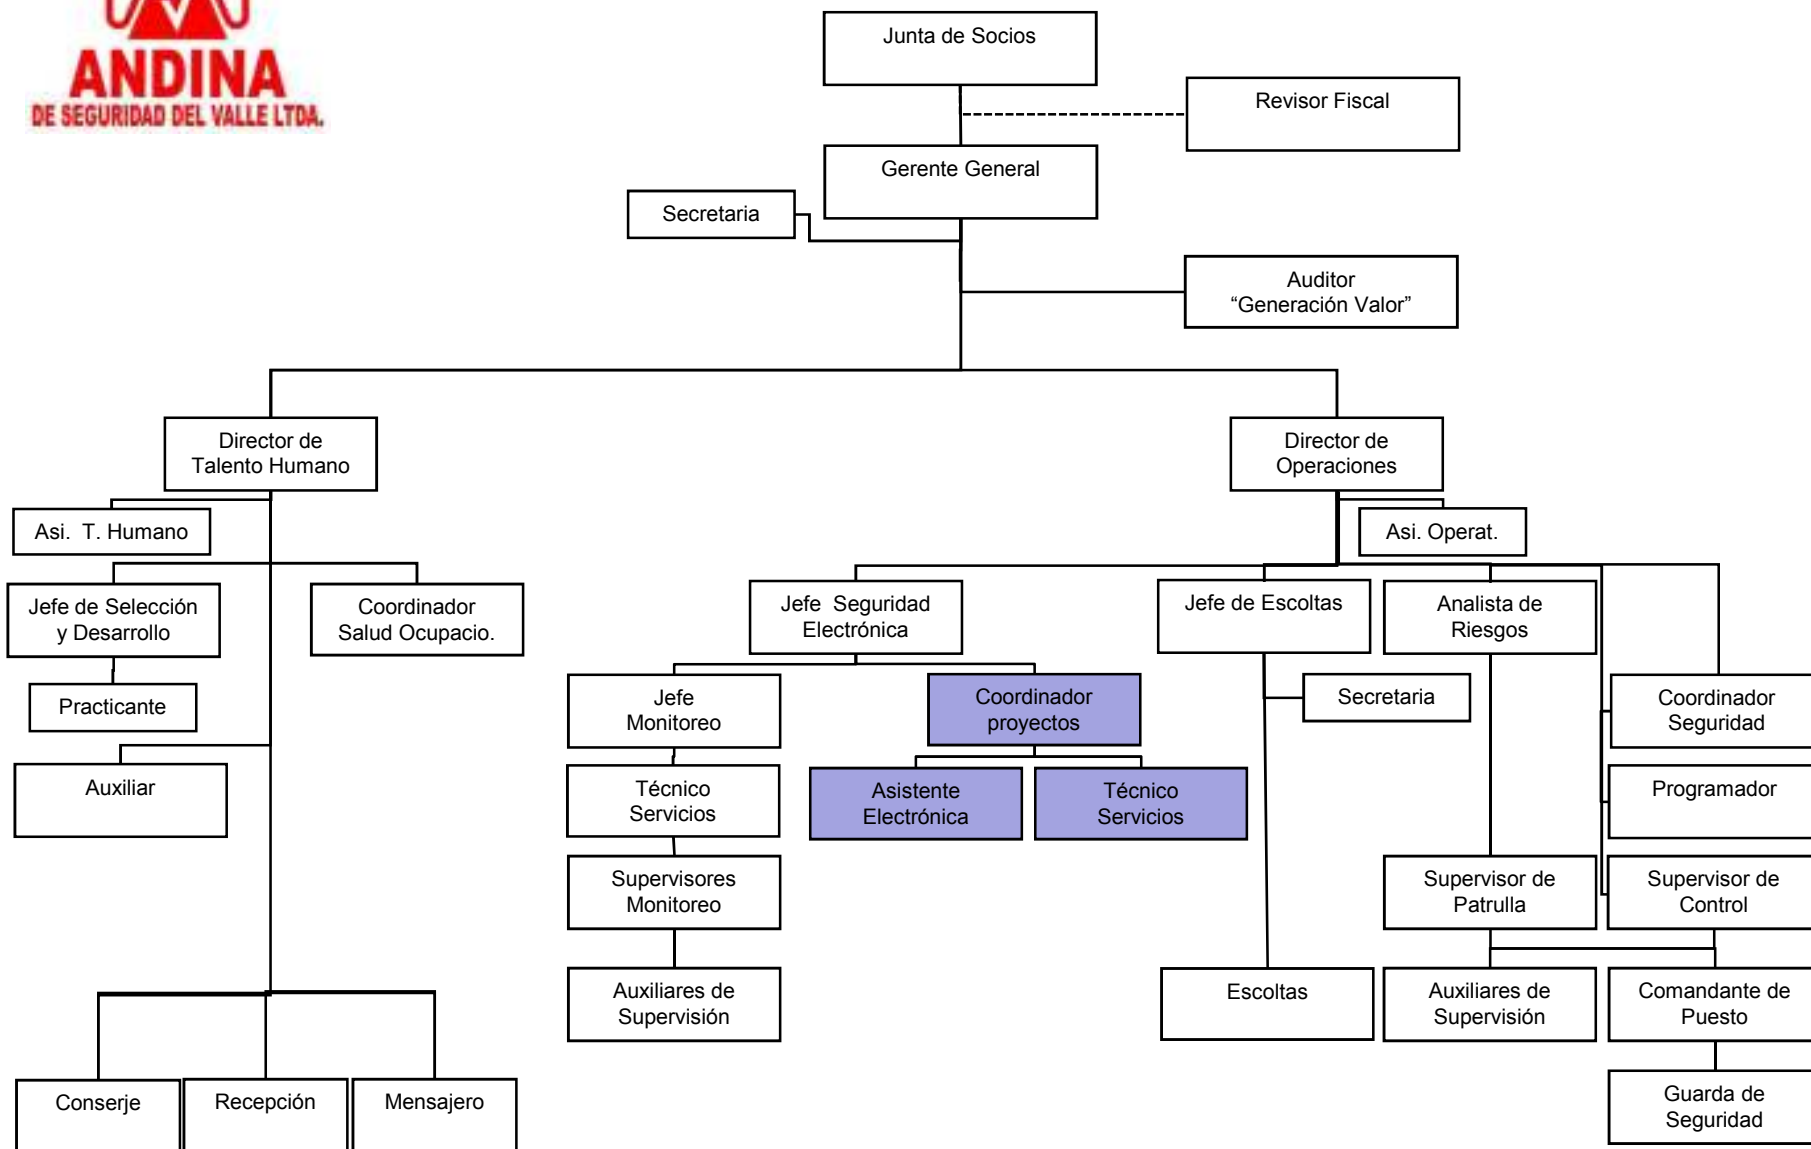 ANDINA
DE SEGURIDAD DEL VALLE LTDA.
Junta de Socios
Revisor Fiscal
Gerente General
Secretaria
Auditor
“Generación Valor”
Director de
Talento Humano
Director de
Operaciones
Asi. T. Humano
Asi. Operat.
Jefe de Selección
y Desarrollo
Coordinador
Salud Ocupacio.
Jefe Seguridad
Electrónica
Jefe de Escoltas
Analista de
Riesgos
Practicante
Jefe
Monitoreo
Coordinador
proyectos
Secretaria
Coordinador
Seguridad
Auxiliar
Técnico
Servicios
Asistente
Electrónica
Técnico
Servicios
Programador
Supervisores
Monitoreo
Supervisor de
Patrulla
Supervisor de
Control
Auxiliares de
Supervisión
Escoltas
Auxiliares de
Supervisión
Comandante de
Puesto
Conserje
Recepción
Mensajero
Guarda de
Seguridad